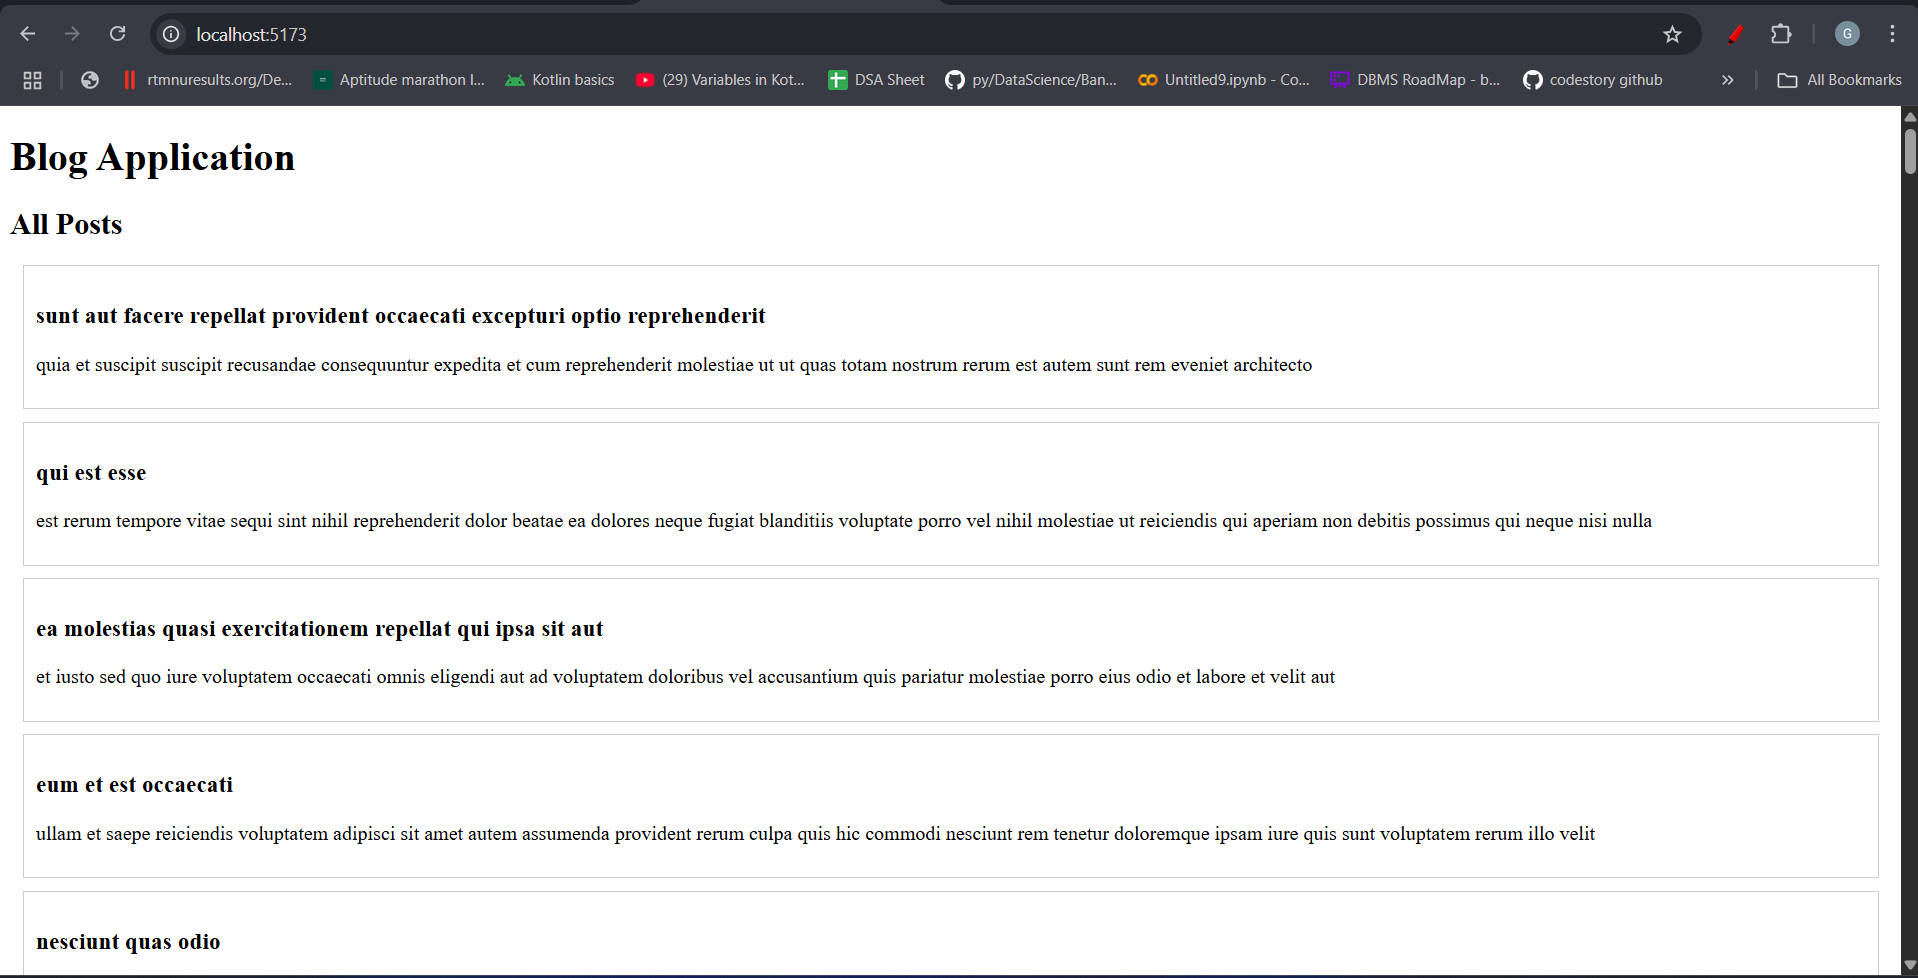 localhost:5173
G
rtmnuresults.org/De...
Aptitude marathon I...
Kotlin basics
(29) Variables in Kot...
DSA Sheet
py/DataScience/Ban...
Untitled9.ipynb - Co...
DBMS RoadMap - b...
codestory github
»
All Bookmarks
Blog Application
All Posts
sunt aut facere repellat provident occaecati excepturi optio reprehenderit
quia et suscipit suscipit recusandae consequuntur expedita et cum reprehenderit molestiae ut ut quas totam nostrum rerum est autem sunt rem eveniet architecto
qui est esse
est rerum tempore vitae sequi sint nihil reprehenderit dolor beatae ea dolores neque fugiat blanditiis voluptate porro vel nihil molestiae ut reiciendis qui aperiam non debitis possimus qui neque nisi nulla
ea molestias quasi exercitationem repellat qui ipsa sit aut
et iusto sed quo iure voluptatem occaecati omnis eligendi aut ad voluptatem doloribus vel accusantium quis pariatur molestiae porro eius odio et labore et velit aut
eum et est occaecati
ullam et saepe reiciendis voluptatem adipisci sit amet autem assumenda provident rerum culpa quis hic commodi nesciunt rem tenetur doloremque ipsam iure quis sunt voluptatem rerum illo velit
nesciunt quas odio